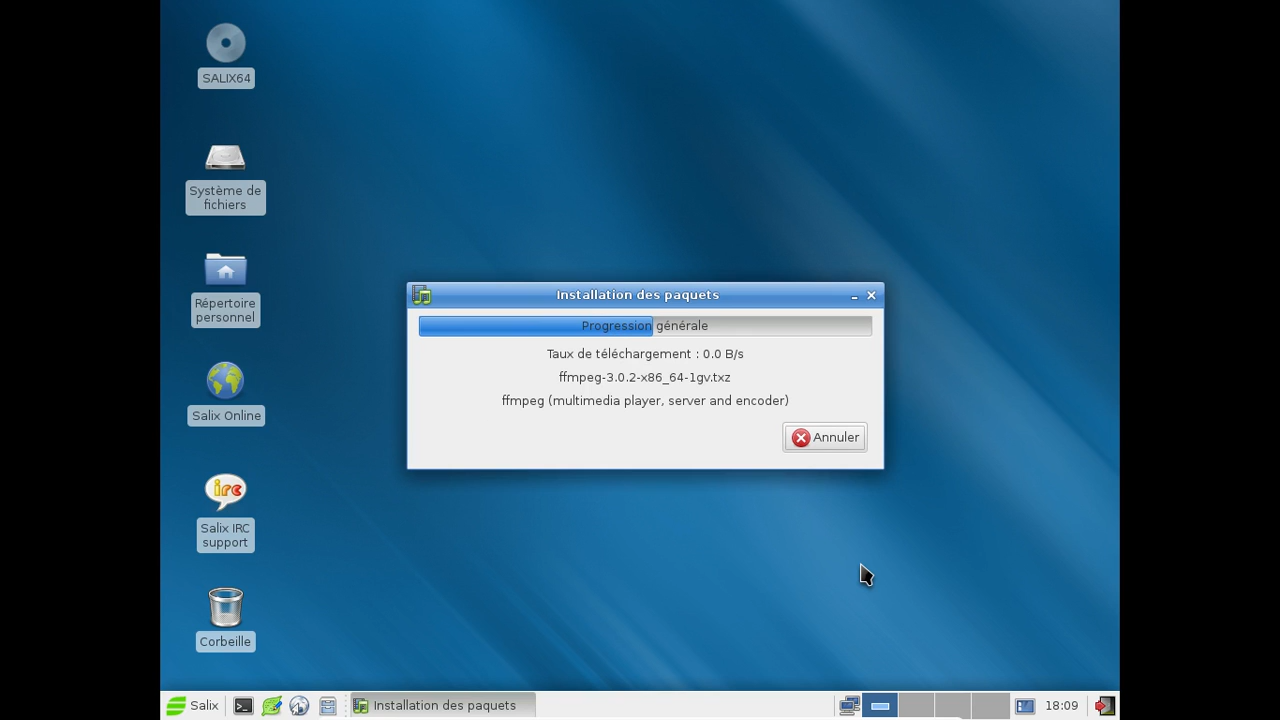 SALIX64
Système de
fichiers
Répertoire
personnel
Salix Online
irc
Salix IRC
support
Corbeille
Installation des paquets
Progression générale
Taux de téléchargement : 0.0 B/s
ffmpeg-3.0.2-x86_64-1gv.txz
ffmpeg (multimedia player, server and encoder)
Annuler
Salix
Installation des paquets
18:09